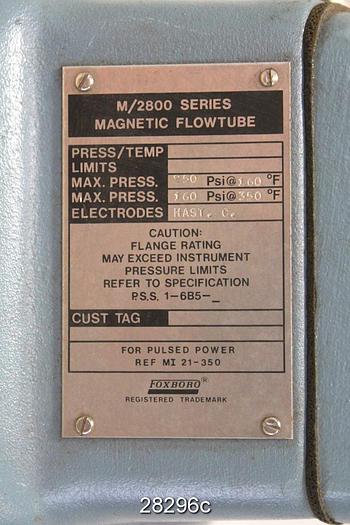 M/2800 SERIES
MAGNETIC FLOWTUBE
PRESS/TEMP
LIMITS
MAX. PRESS. Psi@ °F
MAX. PRESS. Psi@ 350 °F
ELECTRODES HAST. C.
CAUTION:
FLANGE RATING
MAY EXCEED INSTRUMENT
PRESSURE LIMITS
REFER TO SPECIFICATION
P.S.S. 1-6B5-_
CUST TAG
FOR PULSED POWER
REF MI 21-350
FOXBORO®
REGISTERED TRADEMARK
28296c